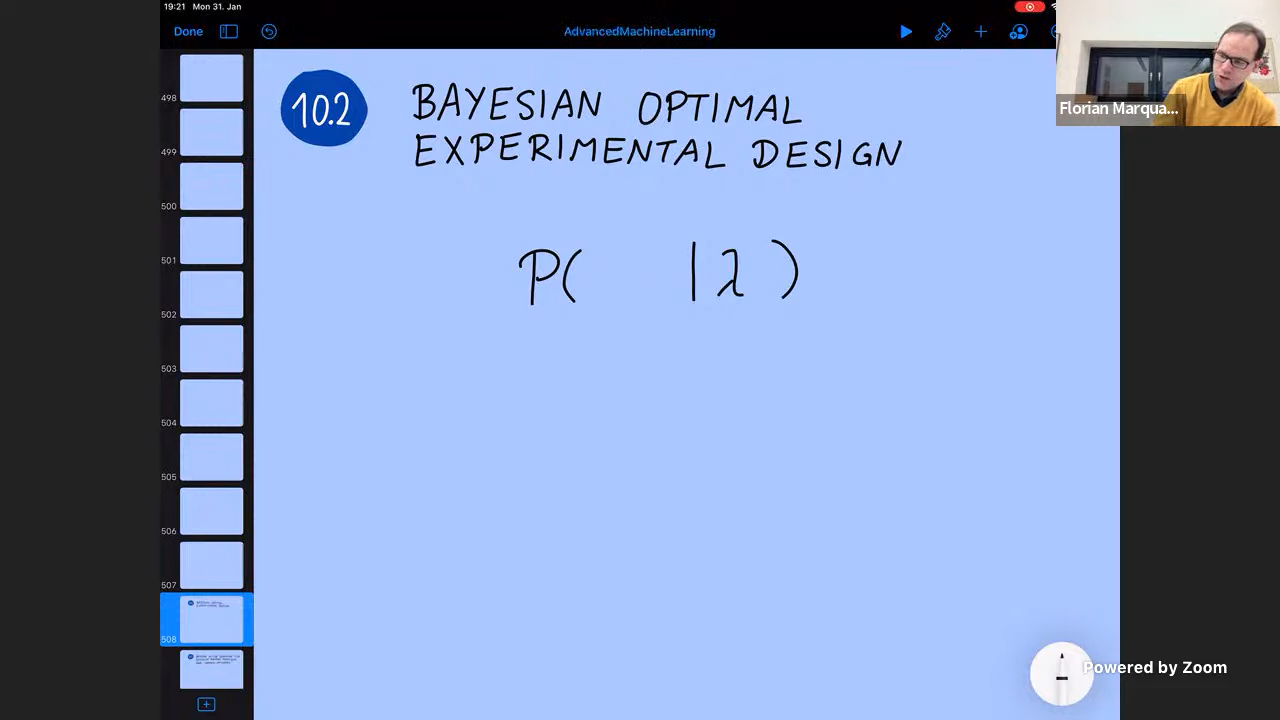 19:21 Mon 31. Jan
Done
AdvancedMachineLearning
Florian Marqua...
10.2
BAYESIAN OPTIMAL
EXPERIMENTAL DESIGN
P( | λ )
498
499
500
501
502
503
504
505
506
507
508
Powered by Zoom